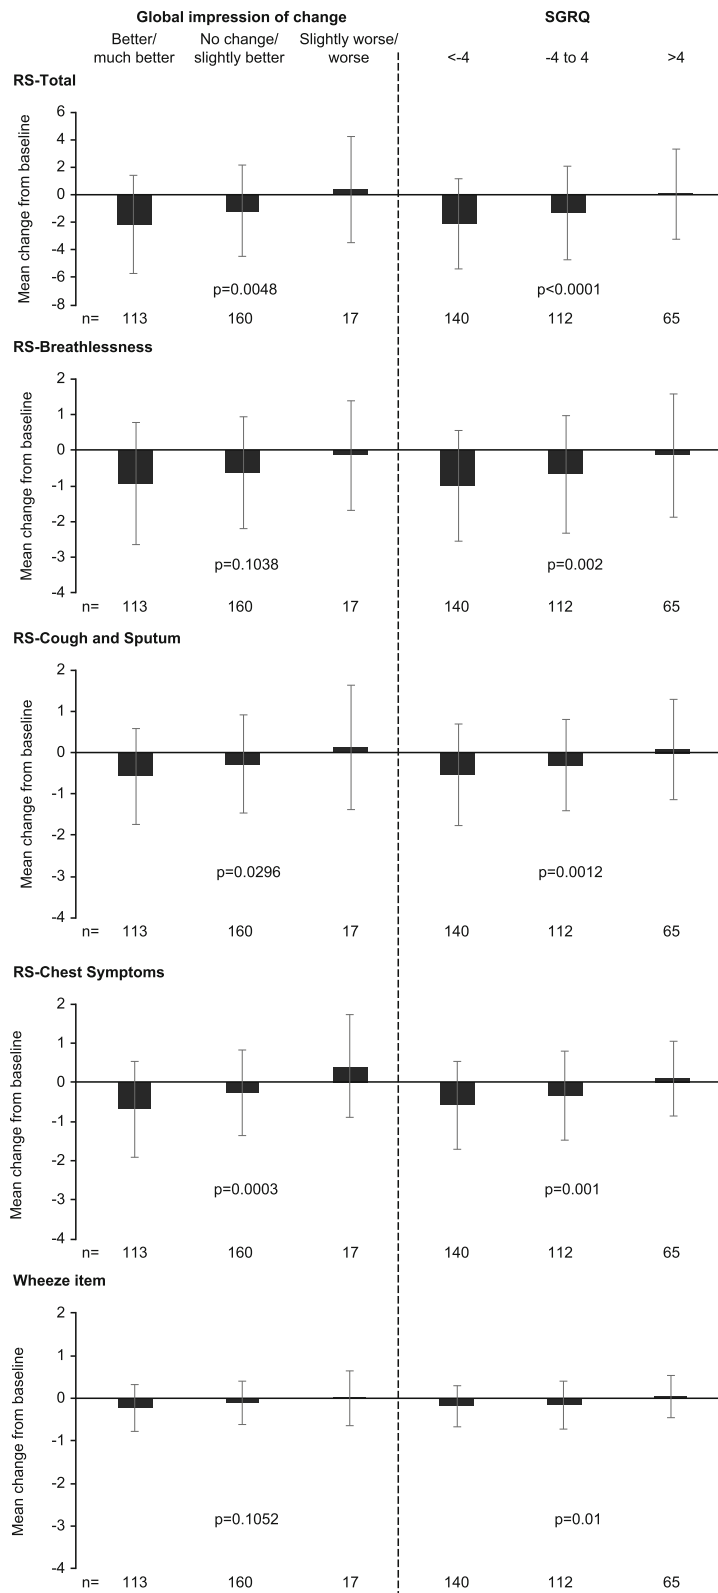 Global impression of change SGRQ
Better/ No change/ Slightly worse/
much better slightly better worse <-4 -4 to 4 >4
RS-Total
Mean change from baseline
6
4
2
0
-2
-4
-6
-8
p=0.0048 p<0.0001
n= 113 160 17 140 112 65
RS-Breathlessness
Mean change from baseline
2
1
0
-1
-2
-3
-4
p=0.1038 p=0.002
n= 113 160 17 140 112 65
RS-Cough and Sputum
Mean change from baseline
2
1
0
-1
-2
-3
-4
p=0.0296 p=0.0012
n= 113 160 17 140 112 65
RS-Chest Symptoms
Mean change from baseline
2
1
0
-1
-2
-3
-4
p=0.0003 p=0.001
n= 113 160 17 140 112 65
Wheeze item
Mean change from baseline
2
1
0
-1
-2
-3
-4
p=0.1052 p=0.01
n= 113 160 17 140 112 65